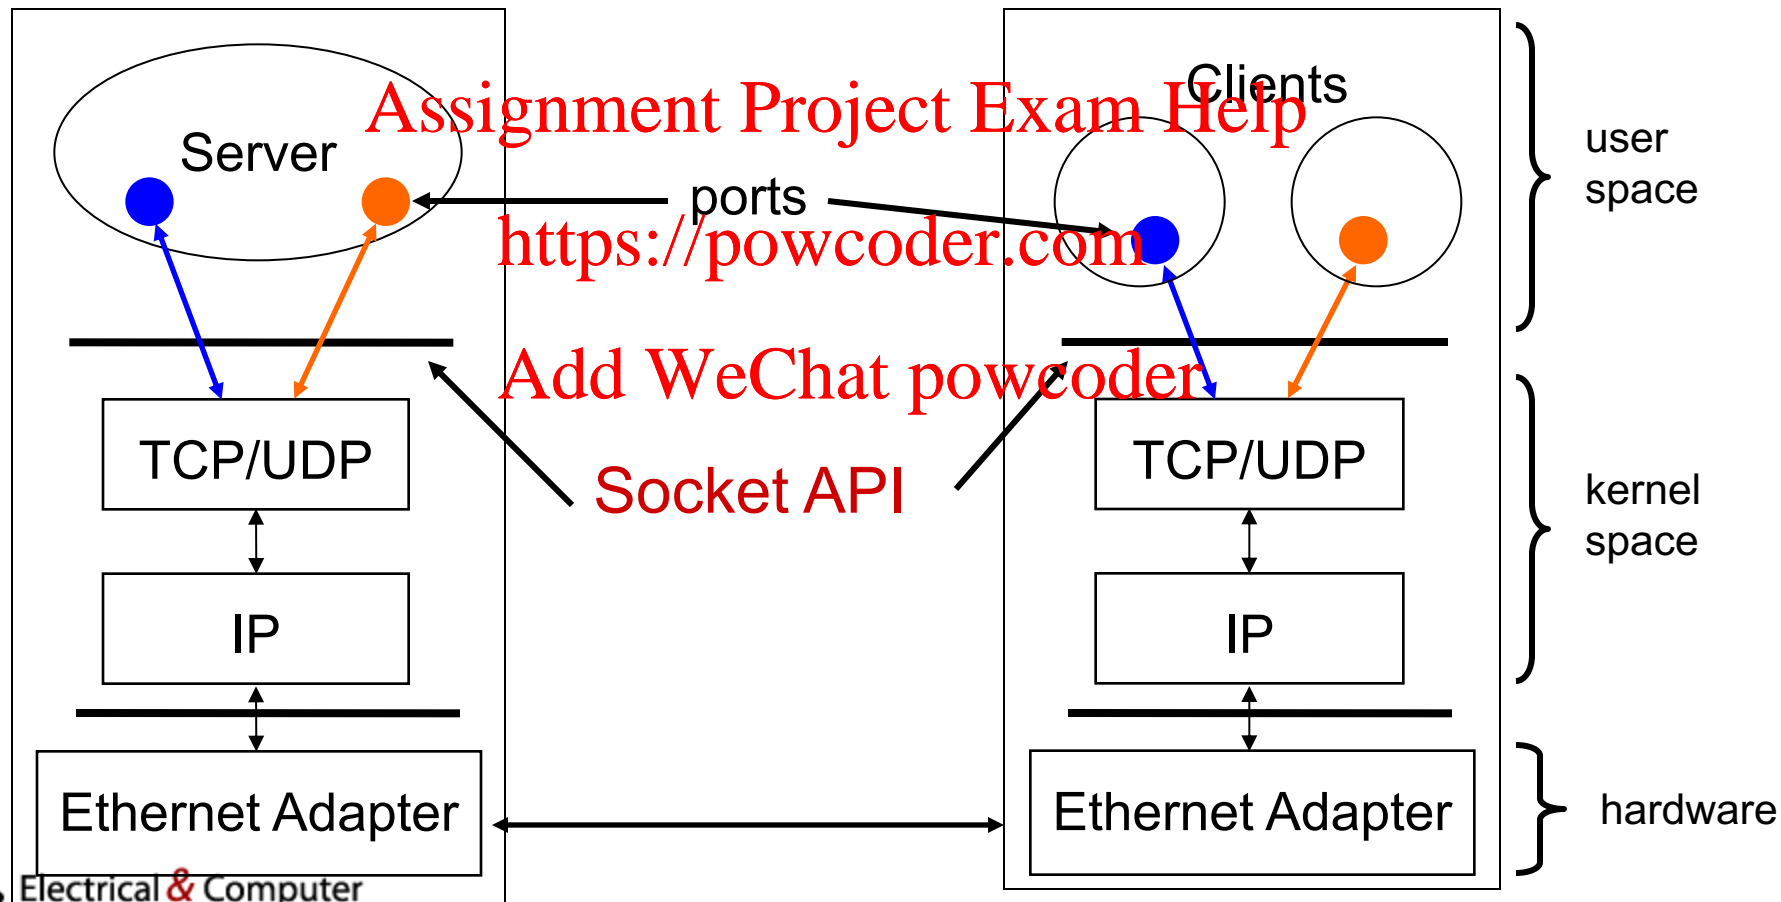 Clients
Assignment Project Exam Help
Server
user
space
ports
https://powcoder.com
Add WeChat powcoder
TCP/UDP
TCP/UDP
Socket API
kernel
space
IP
IP
Ethernet Adapter
Ethernet Adapter
hardware
Electrical & Computer